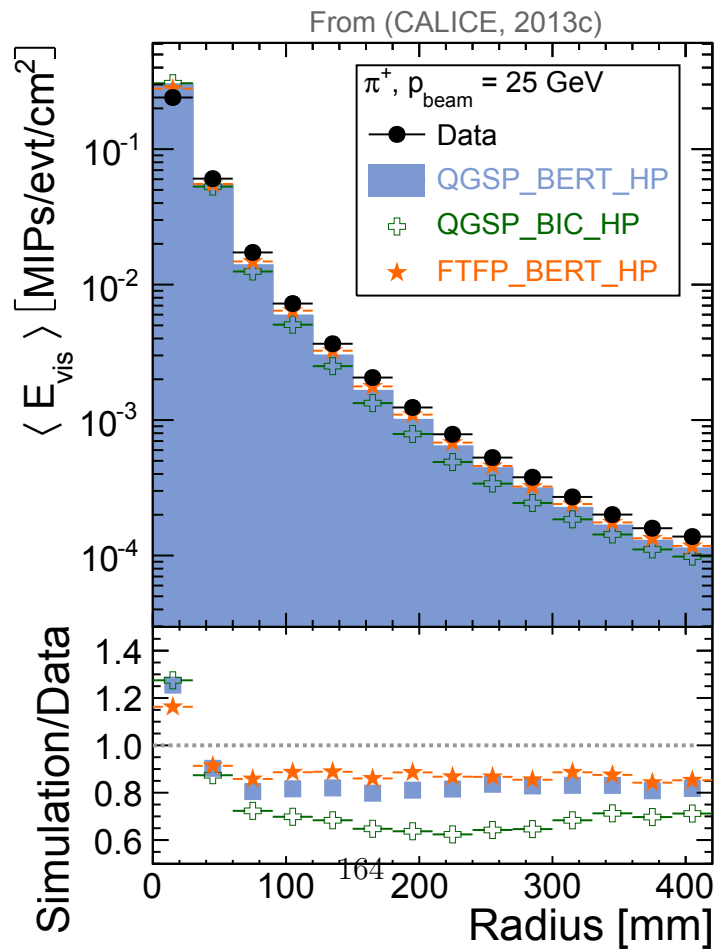 From (CALICE, 2013c)
π⁺, p_beam = 25 GeV
Data
QGSP_BERT_HP
QGSP_BIC_HP
FTFP_BERT_HP
⟨ E_vis ⟩ [MIPs/evt/cm²]
10⁻¹
10⁻²
10⁻³
10⁻⁴
Simulation/Data
1.4
1.2
1.0
0.8
0.6
0 100 200 300 400
164
Radius [mm]